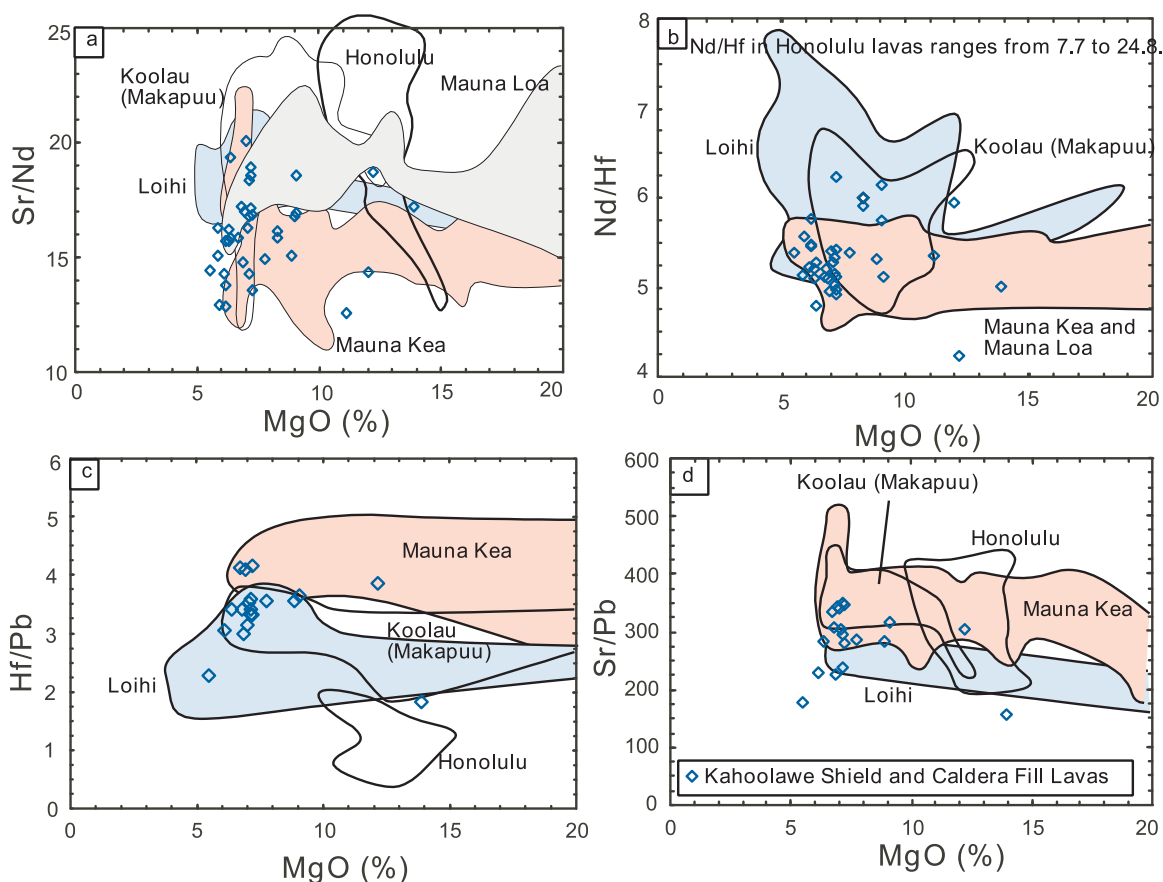 a
25
20
15
10
Sr/Nd
Koolau
(Makapuu)
Honolulu
Mauna Loa
Loihi
Mauna Kea
0 5 10 15 20
MgO (%)
b
Nd/Hf in Honolulu lavas ranges from 7.7 to 24.8.
8
7
6
5
4
Nd/Hf
Loihi
Koolau (Makapuu)
Mauna Kea and
Mauna Loa
0 5 10 15 20
MgO (%)
c
6
5
4
3
2
1
0
Hf/Pb
Mauna Kea
Koolau
(Makapuu)
Loihi
Honolulu
0 5 10 15 20
MgO (%)
d
600
500
400
300
200
100
0
Sr/Pb
Koolau (Makapuu)
Honolulu
Mauna Kea
Loihi
Kahoolawe Shield and Caldera Fill Lavas
0 5 10 15 20
MgO (%)